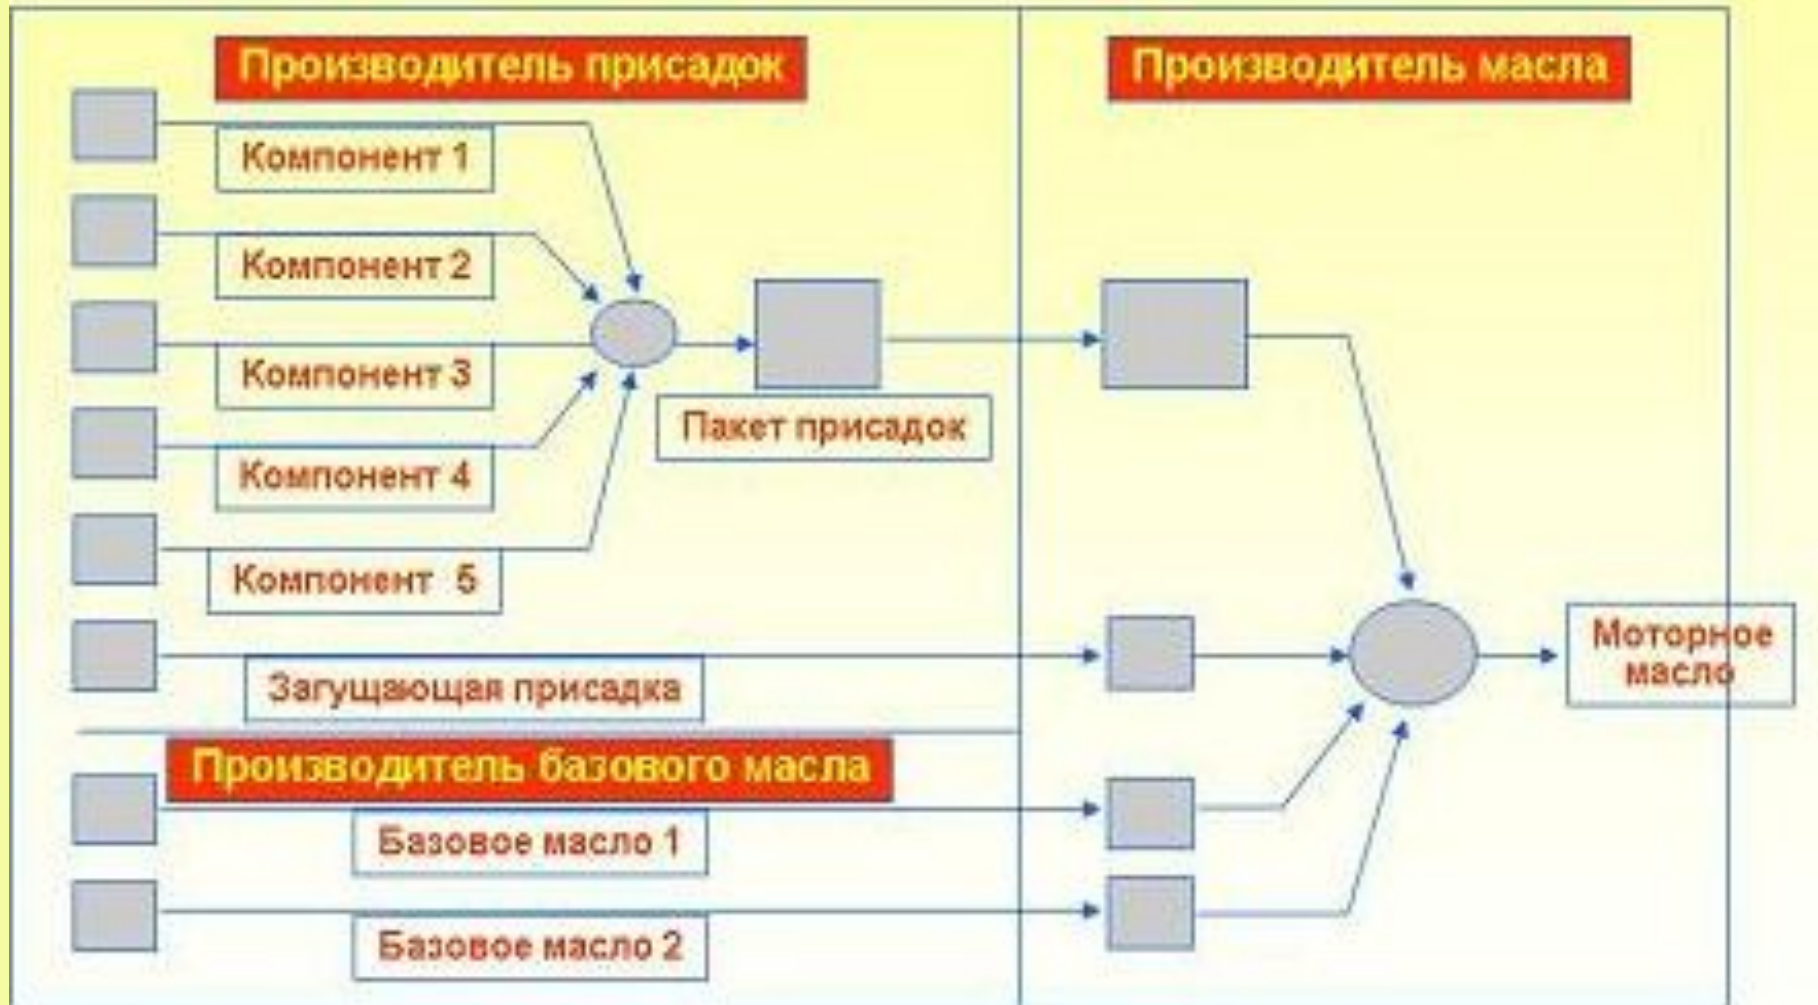 Производитель присадок
Производитель масла
Компонент 1
Компонент 2
Компонент 3
Пакет присадок
Компонент 4
Компонент 5
Моторное
масло
Загущающая присадка
Производитель базового масла
Базовое масло 1
Базовое масло 2